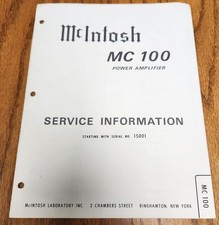 McIntosh
MC 100
POWER AMPLIFIER
SERVICE INFORMATION
STARTING WITH SERIAL NO. 15001
McINTOSH LABORATORY INC. 2 CHAMBERS STREET BINGHAMTON, NEW YORK
MC 100